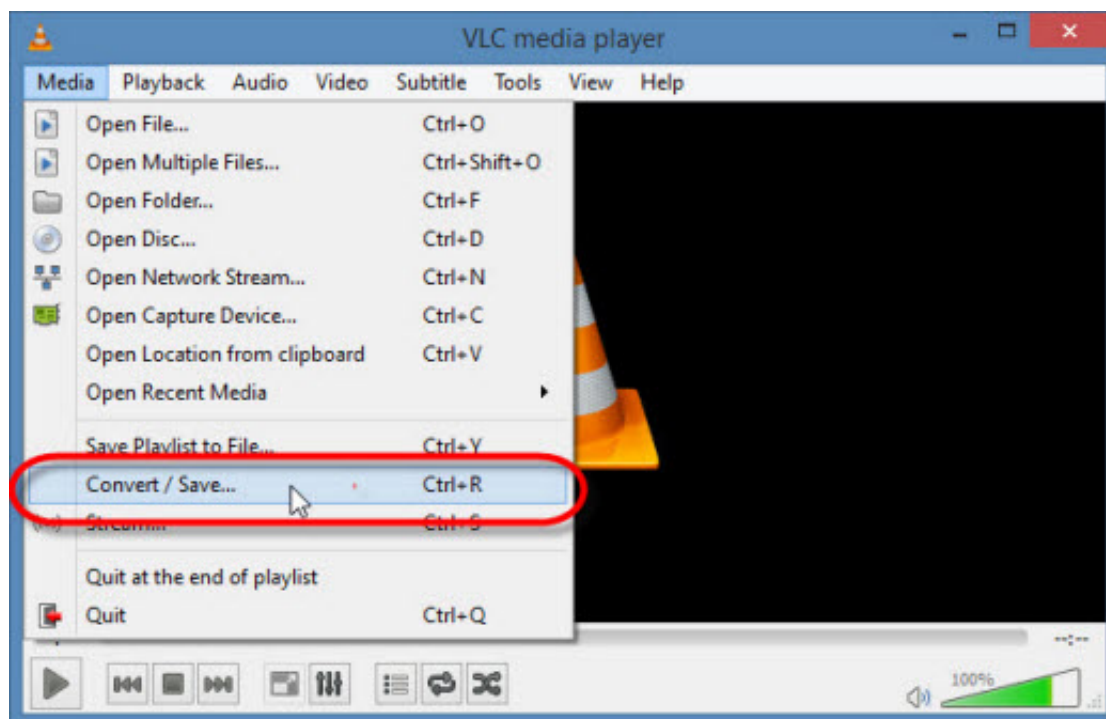 VLC media player
Media Playback Audio Video Subtitle Tools View Help
Open File... Ctrl+O
Open Multiple Files... Ctrl+Shift+O
Open Folder... Ctrl+F
Open Disc... Ctrl+D
Open Network Stream... Ctrl+N
Open Capture Device... Ctrl+C
Open Location from clipboard Ctrl+V
Open Recent Media
Save Playlist to File... Ctrl+Y
Convert / Save... Ctrl+R
Stream... Ctrl+S
Quit at the end of playlist
Quit Ctrl+Q
--:--
100%